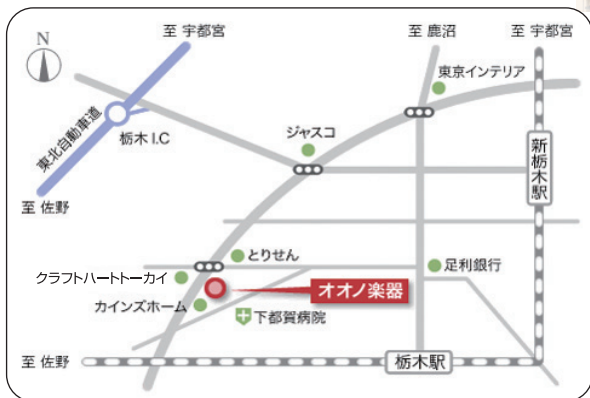 至 宇都宮
至 鹿沼
至 宇都宮
N
東京インテリア
東北自動車道
栃木 I.C
ジャスコ
新栃木駅
至 佐野
とりせん
足利銀行
クラフトハートトーカイ
オオノ楽器
カインズホーム
下都賀病院
至 佐野
栃木駅